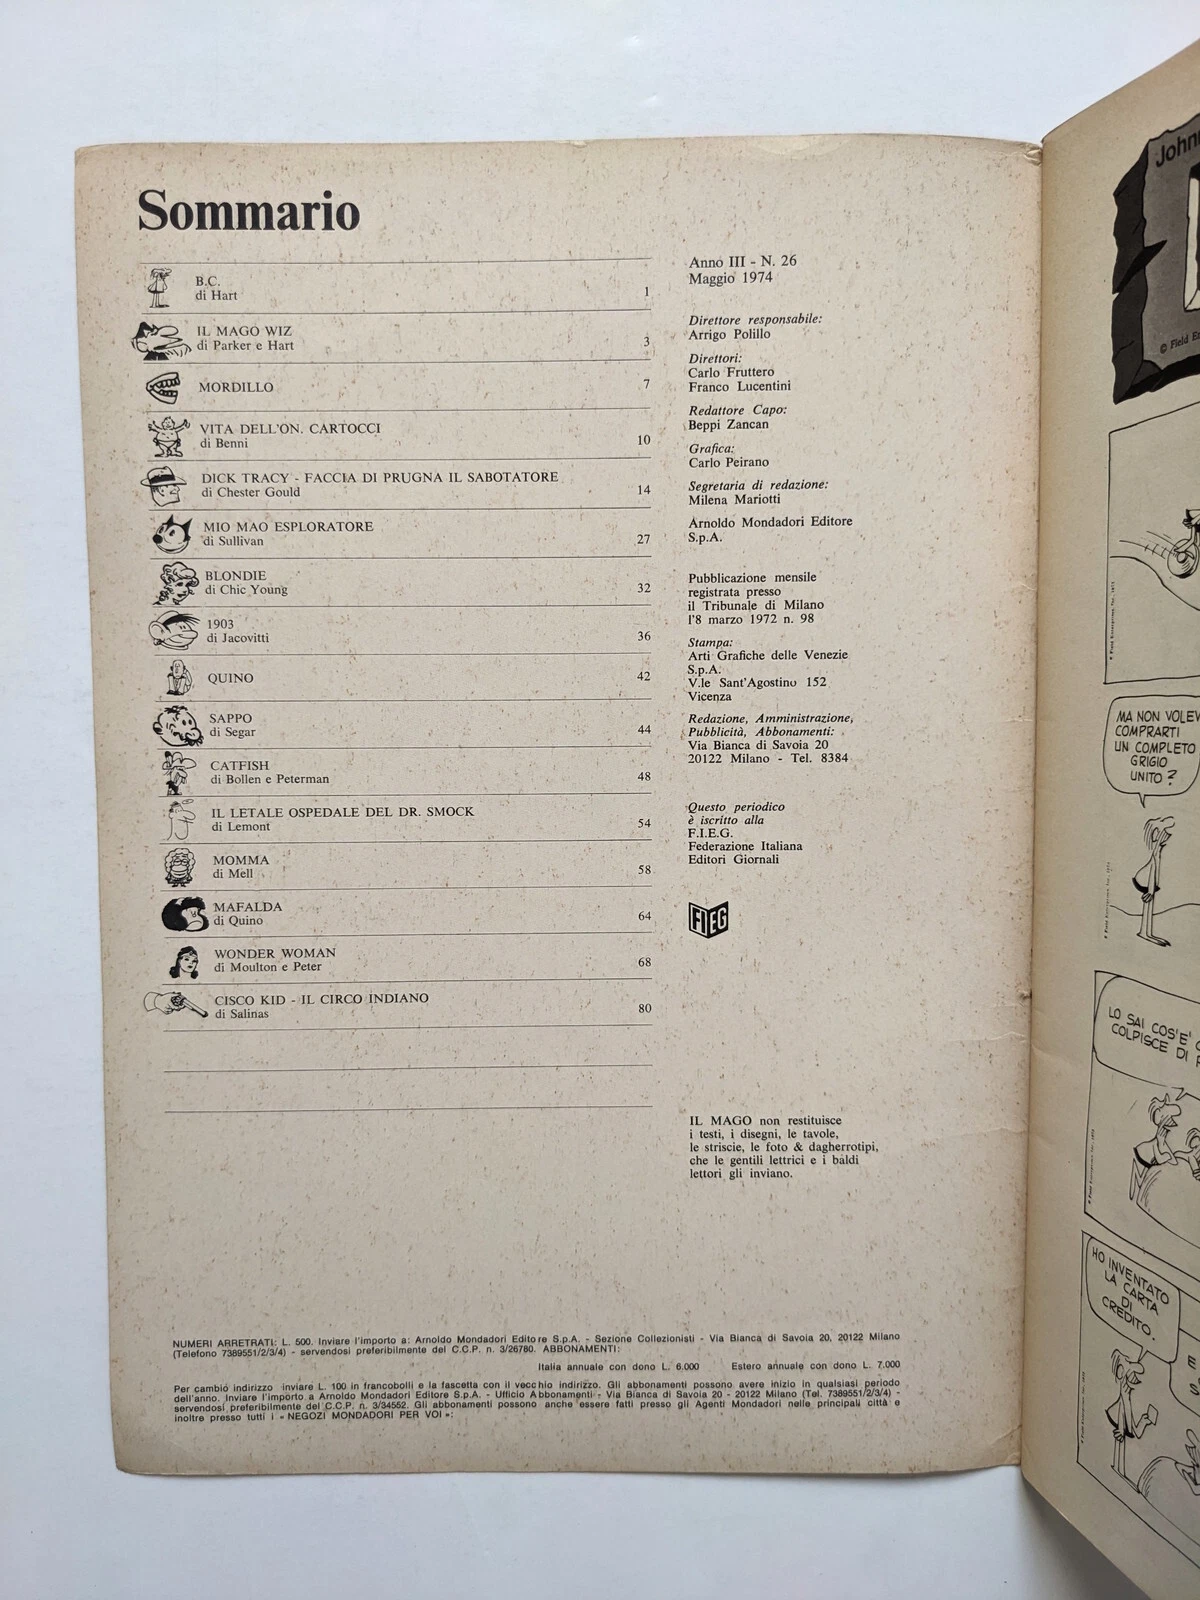 Sommario
B.C.
di Hart 1
IL MAGO WIZ
di Parker e Hart 3
MORDILLO 7
VITA DELL'ON. CARTOCCI
di Benni 10
DICK TRACY - FACCIA DI PRUGNA IL SABOTATORE
di Chester Gould 14
MIO MAO ESPLORATORE
di Sullivan 27
BLONDIE
di Chic Young 32
1903
di Jacovitti 36
QUINO 42
SAPPO
di Segar 44
CATFISH
di Bollen e Peterman 48
IL LETALE OSPEDALE DEL DR. SMOCK
di Lemont 54
MOMMA
di Mell 58
MAFALDA
di Quino 64
WONDER WOMAN
di Moulton e Peter 68
CISCO KID - IL CIRCO INDIANO
di Salinas 80
Anno III - N. 26
Maggio 1974
Direttore responsabile:
Arrigo Polillo
Direttori:
Carlo Fruttero
Franco Lucentini
Redattore Capo:
Beppi Zancan
Grafica:
Carlo Peirano
Segretaria di redazione:
Milena Mariotti
Arnoldo Mondadori Editore
S.p.A.
Pubblicazione mensile
registrata presso
il Tribunale di Milano
l'8 marzo 1972 n. 98
Stampa:
Arti Grafiche delle Venezie
S.p.A.
V.le Sant'Agostino 152
Vicenza
Redazione, Amministrazione,
Pubblicità, Abbonamenti:
Via Bianca di Savoia 20
20122 Milano - Tel. 8384
Questo periodico
è iscritto alla
F.I.E.G.
Federazione Italiana
Editori Giornali
FIEG
IL MAGO non restituisce
i testi, i disegni, le tavole,
le striscie, le foto & dagherrotipi,
che le gentili lettrici e i baldi
lettori gli inviano.
NUMERI ARRETRATI: L. 500. Inviare l'importo a: Arnoldo Mondadori Editore S.p.A. - Sezione Collezionisti - Via Bianca di Savoia 20, 20122 Milano
(Telefono 7389551/2/3/4) - servendosi preferibilmente del C.C.P. n. 3/26780. ABBONAMENTI:
Italia annuale con dono L. 6.000 Estero annuale con dono L. 7.000
Per cambio indirizzo inviare L. 100 in francobolli e la fascetta con il vecchio indirizzo. Gli abbonamenti possono avere inizio in qualsiasi periodo
dell'anno. Inviare l'importo a Arnoldo Mondadori Editore S.p.A. - Ufficio Abbonamenti - Via Bianca di Savoia 20 - 20122 Milano (Tel. 7389551/2/3/4) -
servendosi preferibilmente del C.C.P. n. 3/34552. Gli abbonamenti possono anche essere fatti presso gli Agenti Mondadori nelle principali città e
inoltre presso tutti i « NEGOZI MONDADORI PER VOI »:
© Field
MA NON
COMPRARTI
UN COMPLETO
GRIGIO
UNITO?
LO SAI COS'E'
COLPISCE DI
HO INVENTATO
LA CARTA
DI
CREDITO.
E